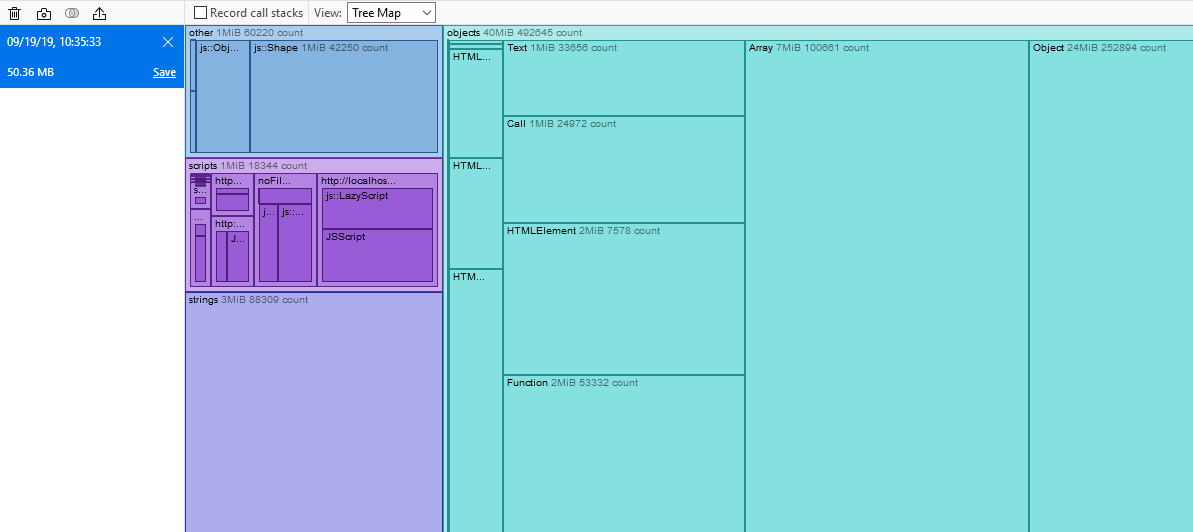 Record call stacks View: Tree Map
09/19/19, 10:35:33
50.36 MB Save
other 1MiB 60220 count
js::Obj...
js::Shape 1MiB 42250 count
scripts 1MiB 18344 count
s...
...
http...
http:...
J...
noFil...
j...
js::...
http://localhos...
js::LazyScript
JSScript
strings 3MiB 88309 count
objects 40MiB 492645 count
HTML...
HTML...
HTM...
Text 1MiB 33656 count
Call 1MiB 24972 count
HTMLElement 2MiB 7578 count
Function 2MiB 53332 count
Array 7MiB 100661 count
Object 24MiB 252894 count